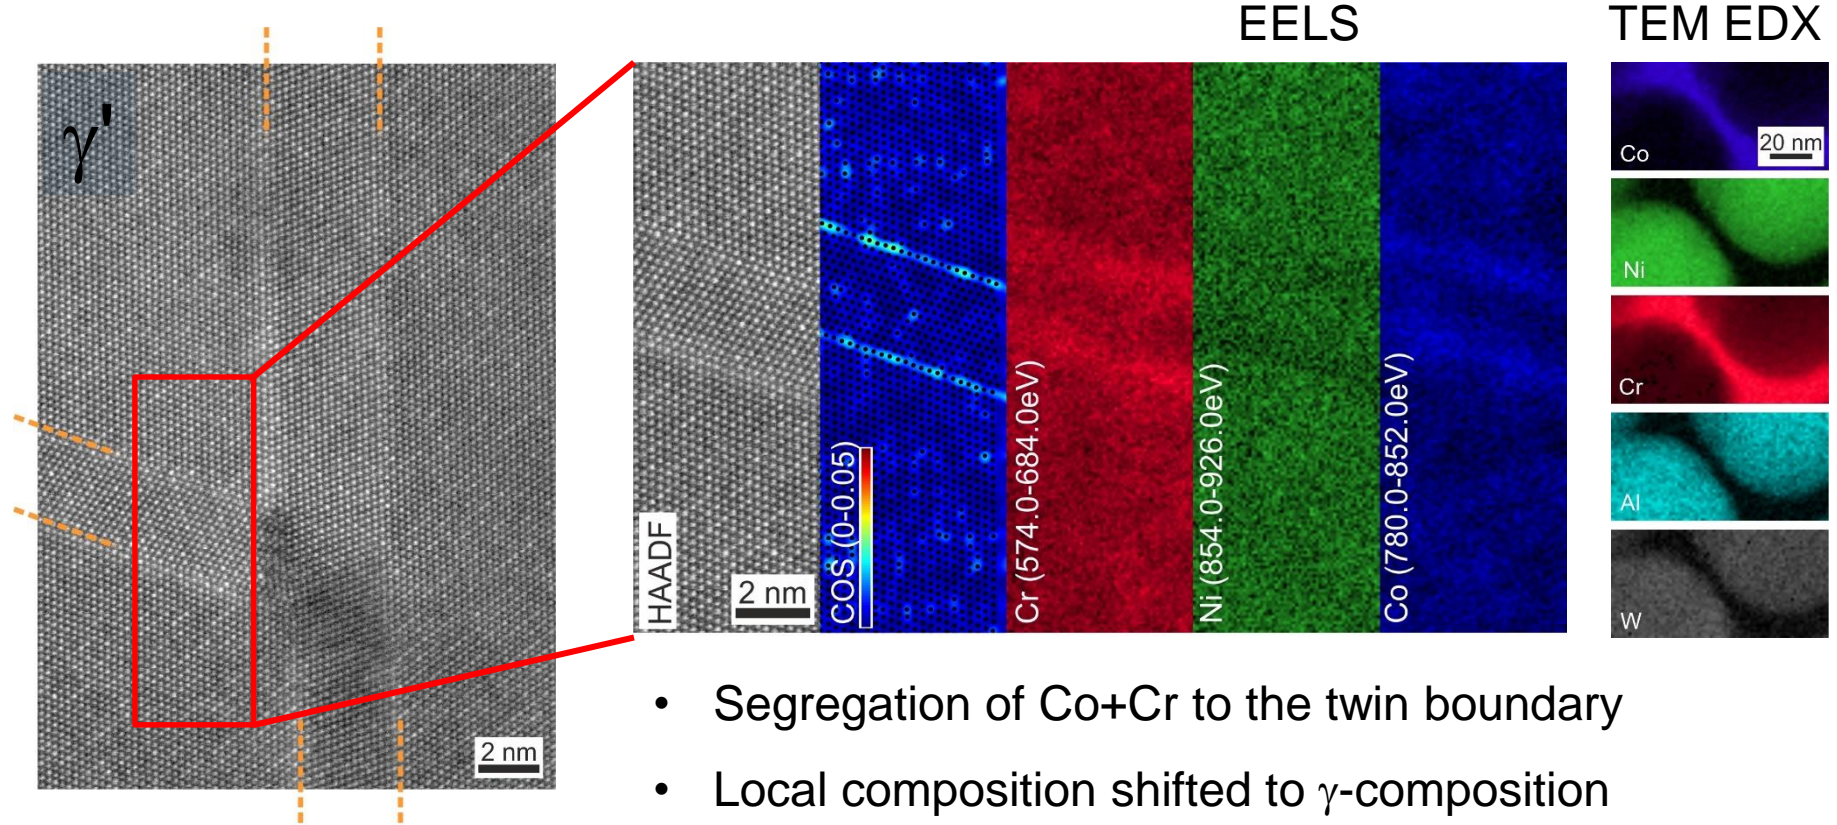 EELS
TEM EDX
γ'
2 nm
HAADF
2 nm
COS (0-0.05)
Cr (574.0-684.0eV)
Ni (854.0-926.0eV)
Co (780.0-852.0eV)
Co
20 nm
Ni
Cr
Al
W
• Segregation of Co+Cr to the twin boundary
• Local composition shifted to γ-composition